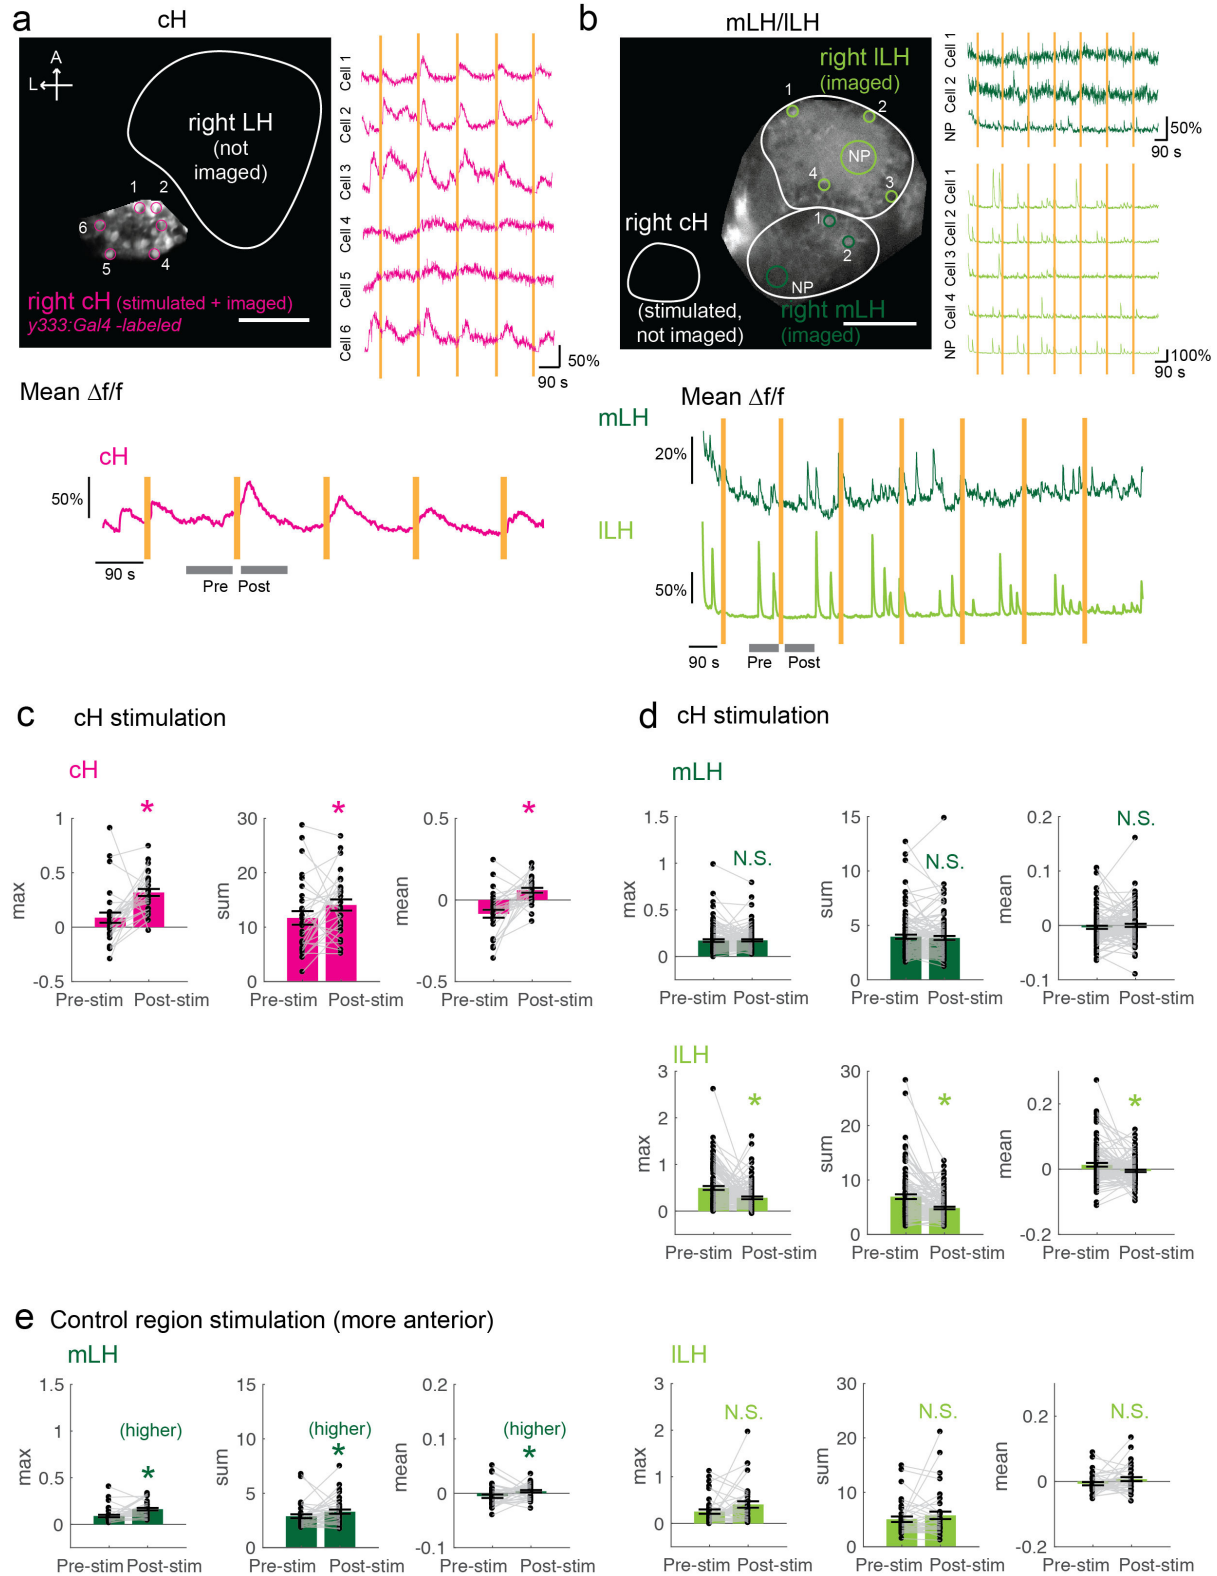 a
cH
A
L
right LH
(not
imaged)
1
2
6
5
4
right cH (stimulated + imaged)
y333:Gal4 -labeled
Cell 1
Cell 2
Cell 3
Cell 4
Cell 5
Cell 6
50%
90 s
Mean Δf/f
cH
50%
90 s
Pre
Post
b
mLH/lLH
right lLH
(imaged)
1
2
NP
4
3
1
2
NP
right cH
(stimulated,
not imaged)
right mLH
(imaged)
Cell 1
Cell 2
NP
50%
90 s
Cell 1
Cell 2
Cell 3
Cell 4
NP
100%
90 s
Mean Δf/f
mLH
20%
lLH
50%
90 s
Pre
Post
c
cH stimulation
cH
max
1
0.5
0
-0.5
*
Pre-stim Post-stim
sum
30
20
10
0
*
Pre-stim Post-stim
mean
0.5
0
-0.5
*
Pre-stim Post-stim
d
cH stimulation
mLH
max
1.5
1
0.5
0
N.S.
Pre-stim Post-stim
sum
15
10
5
0
N.S.
Pre-stim Post-stim
mean
0.2
0.1
0
-0.1
N.S.
Pre-stim Post-stim
lLH
max
3
2
1
0
*
Pre-stim Post-stim
sum
30
20
10
0
*
Pre-stim Post-stim
mean
0.2
0
-0.2
*
Pre-stim Post-stim
e
Control region stimulation (more anterior)
mLH
max
1.5
1
0.5
0
(higher)
*
Pre-stim Post-stim
sum
15
10
5
0
(higher)
*
Pre-stim Post-stim
mean
0.2
0.1
0
-0.1
(higher)
*
Pre-stim Post-stim
lLH
max
3
2
1
0
N.S.
Pre-stim Post-stim
sum
30
20
10
0
N.S.
Pre-stim Post-stim
mean
0.2
0
-0.2
N.S.
Pre-stim Post-stim